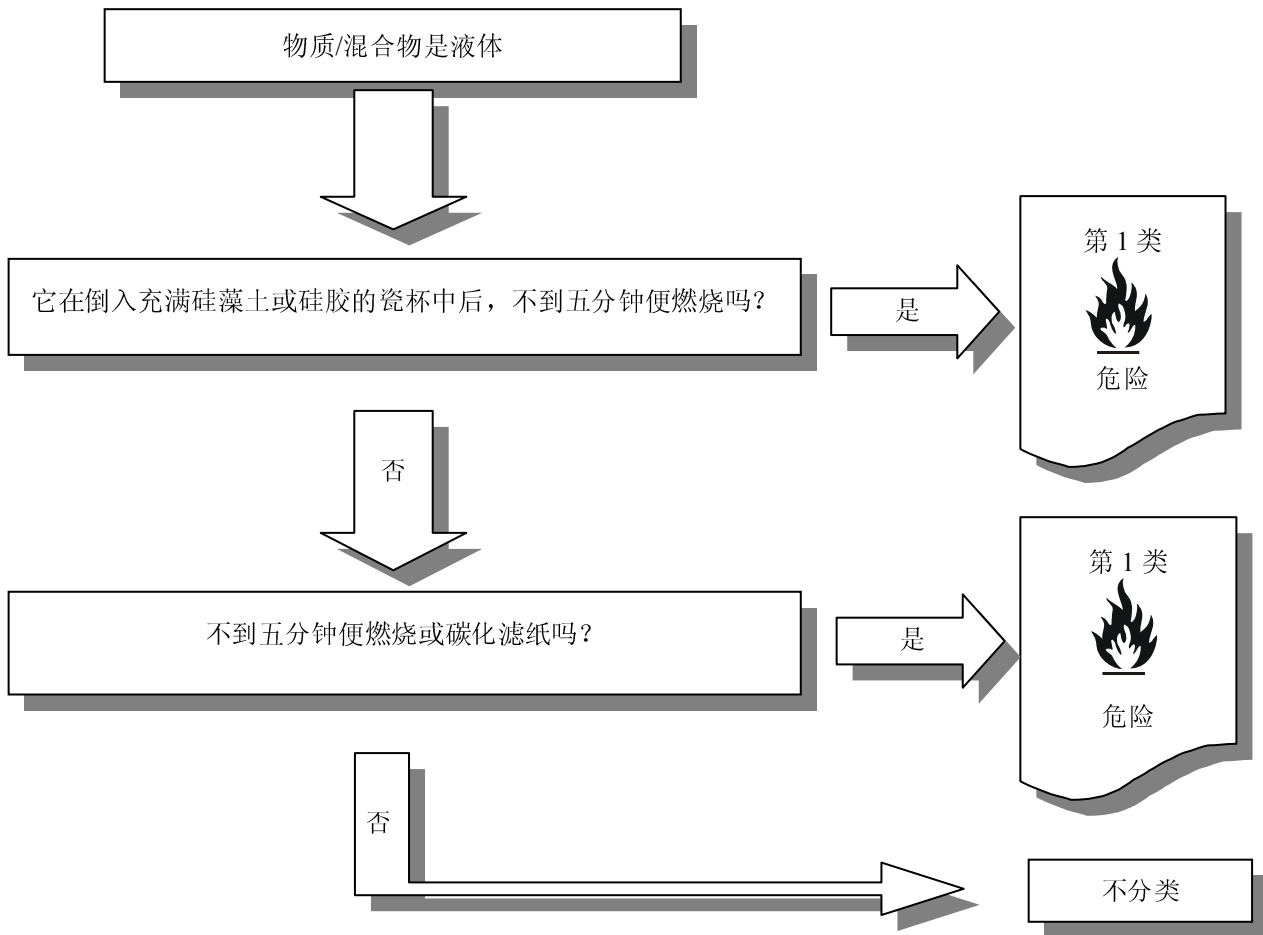 物质/混合物是液体
它在倒入充满硅藻土或硅胶的瓷杯中后，不到五分钟便燃烧吗？
是
第 1 类
危险
否
不到五分钟便燃烧或碳化滤纸吗？
是
第 1 类
危险
否
不分类